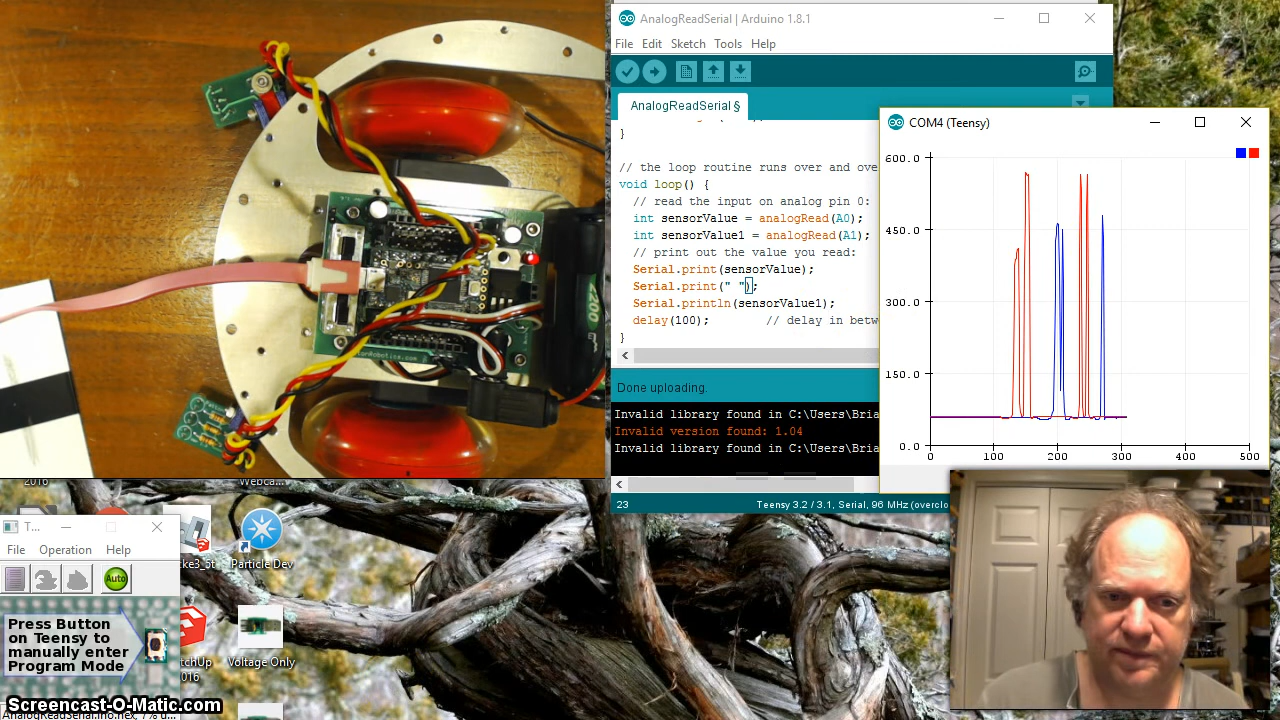 AnalogReadSerial | Arduino 1.8.1
File Edit Sketch Tools Help
AnalogReadSerial §
}
// the loop routine runs over and ove
void loop() {
// read the input on analog pin 0:
int sensorValue = analogRead(A0);
int sensorValue1 = analogRead(A1);
// print out the value you read:
Serial.print(sensorValue);
Serial.print(" ");
Serial.println(sensorValue1);
delay(100); // delay in betw
}
Done uploading.
Invalid library found in C:\Users\Bria
Invalid version found: 1.04
Invalid library found in C:\Users\Bria
23
Teensy 3.2 / 3.1, Serial, 96 MHz (overclo
COM4 (Teensy)
600.0
450.0
300.0
150.0
0.0
0 100 200 300 400 500
4200
2016
Webca...
T...
File Operation Help
Auto
Press Button
on Teensy to
manually enter
Program Mode
Particle Dev
tchUp
016
Voltage Only
Screencast-O-Matic.com